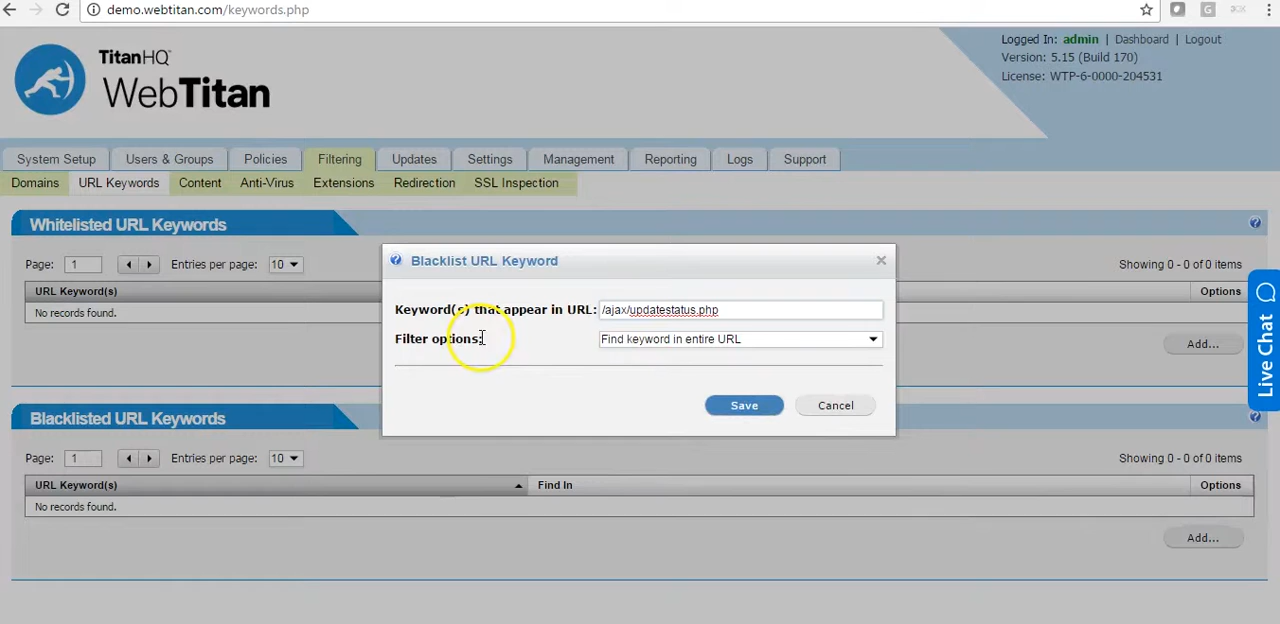 demo.webtitan.com/keywords.php
TitanHQ
WebTitan
Logged In: admin | Dashboard | Logout
Version: 5.15 (Build 170)
License: WTP-6-0000-204531
System Setup Users & Groups Policies Filtering Updates Settings Management Reporting Logs Support
Domains URL Keywords Content Anti-Virus Extensions Redirection SSL Inspection
Whitelisted URL Keywords
Page: 1 Entries per page: 10 Showing 0 - 0 of 0 items
URL Keyword(s) Options
No records found.
Add...
Blacklist URL Keyword
Keyword(s) that appear in URL: /ajax/updatestatus.php
Filter options: Find keyword in entire URL
Save Cancel
Live Chat
Blacklisted URL Keywords
Page: 1 Entries per page: 10 Showing 0 - 0 of 0 items
URL Keyword(s) Find In Options
No records found.
Add...